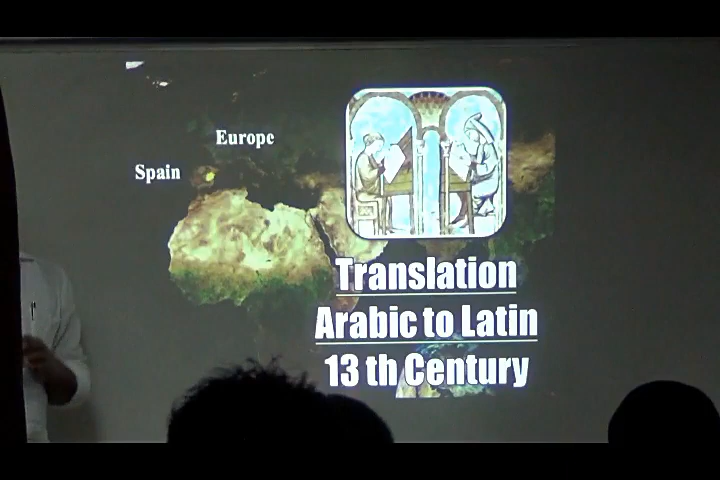 Europe
Spain
Translation
Arabic to Latin
13 th Century